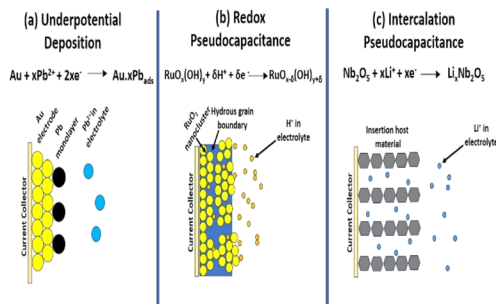 (a) Underpotential
Deposition
Au + xPb²⁺ + 2xe⁻ → Au.xPb_ads
Au
electrode
Pb
monolayer
Pb²⁺ in
electrolyte
Current Collector
(b) Redox
Pseudocapacitance
RuOₓ(OH)ᵧ + δH⁺ + δe⁻ → RuOₓ₋δ(OH)ᵧ₊δ
RuO₂
nanocluster
Hydrous grain
boundary
H⁺ in
electrolyte
Current Collector
(c) Intercalation
Pseudocapacitance
Nb₂O₅ + xLi⁺ + xe⁻ → LiₓNb₂O₅
Insertion host
material
Li⁺ in
electrolyte
Current Collector